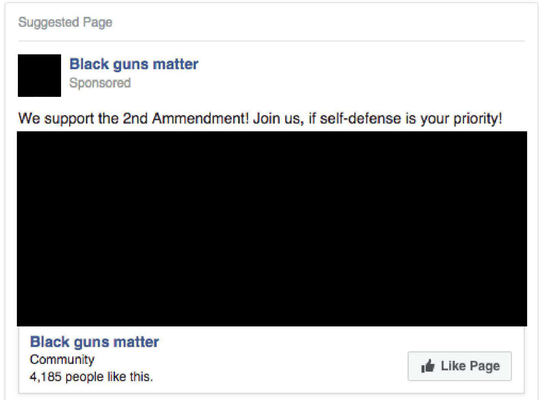 Suggested Page
Black guns matter
Sponsored
We support the 2nd Ammendment! Join us, if self-defense is your priority!
Black guns matter
Community
4,185 people like this.
Like Page